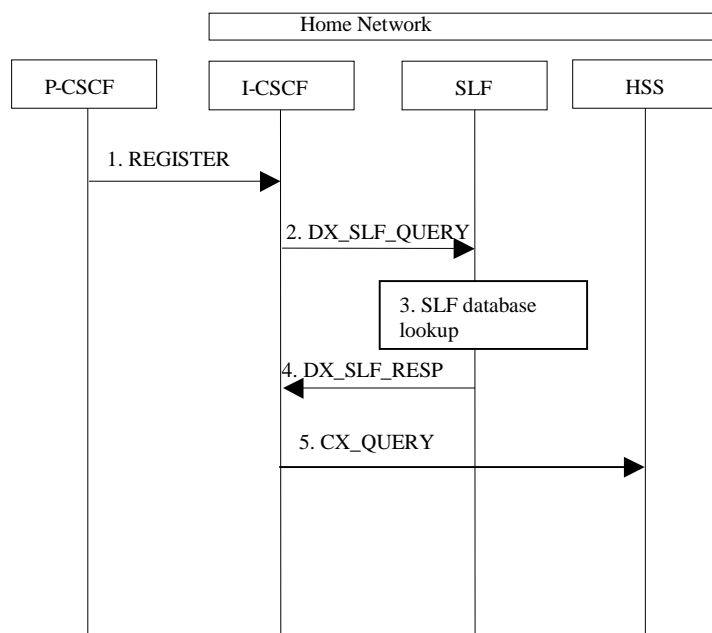 Home Network
P-CSCF
I-CSCF
SLF
HSS
1. REGISTER
2. DX_SLF_QUERY
3. SLF database
lookup
4. DX_SLF_RESP
5. CX_QUERY